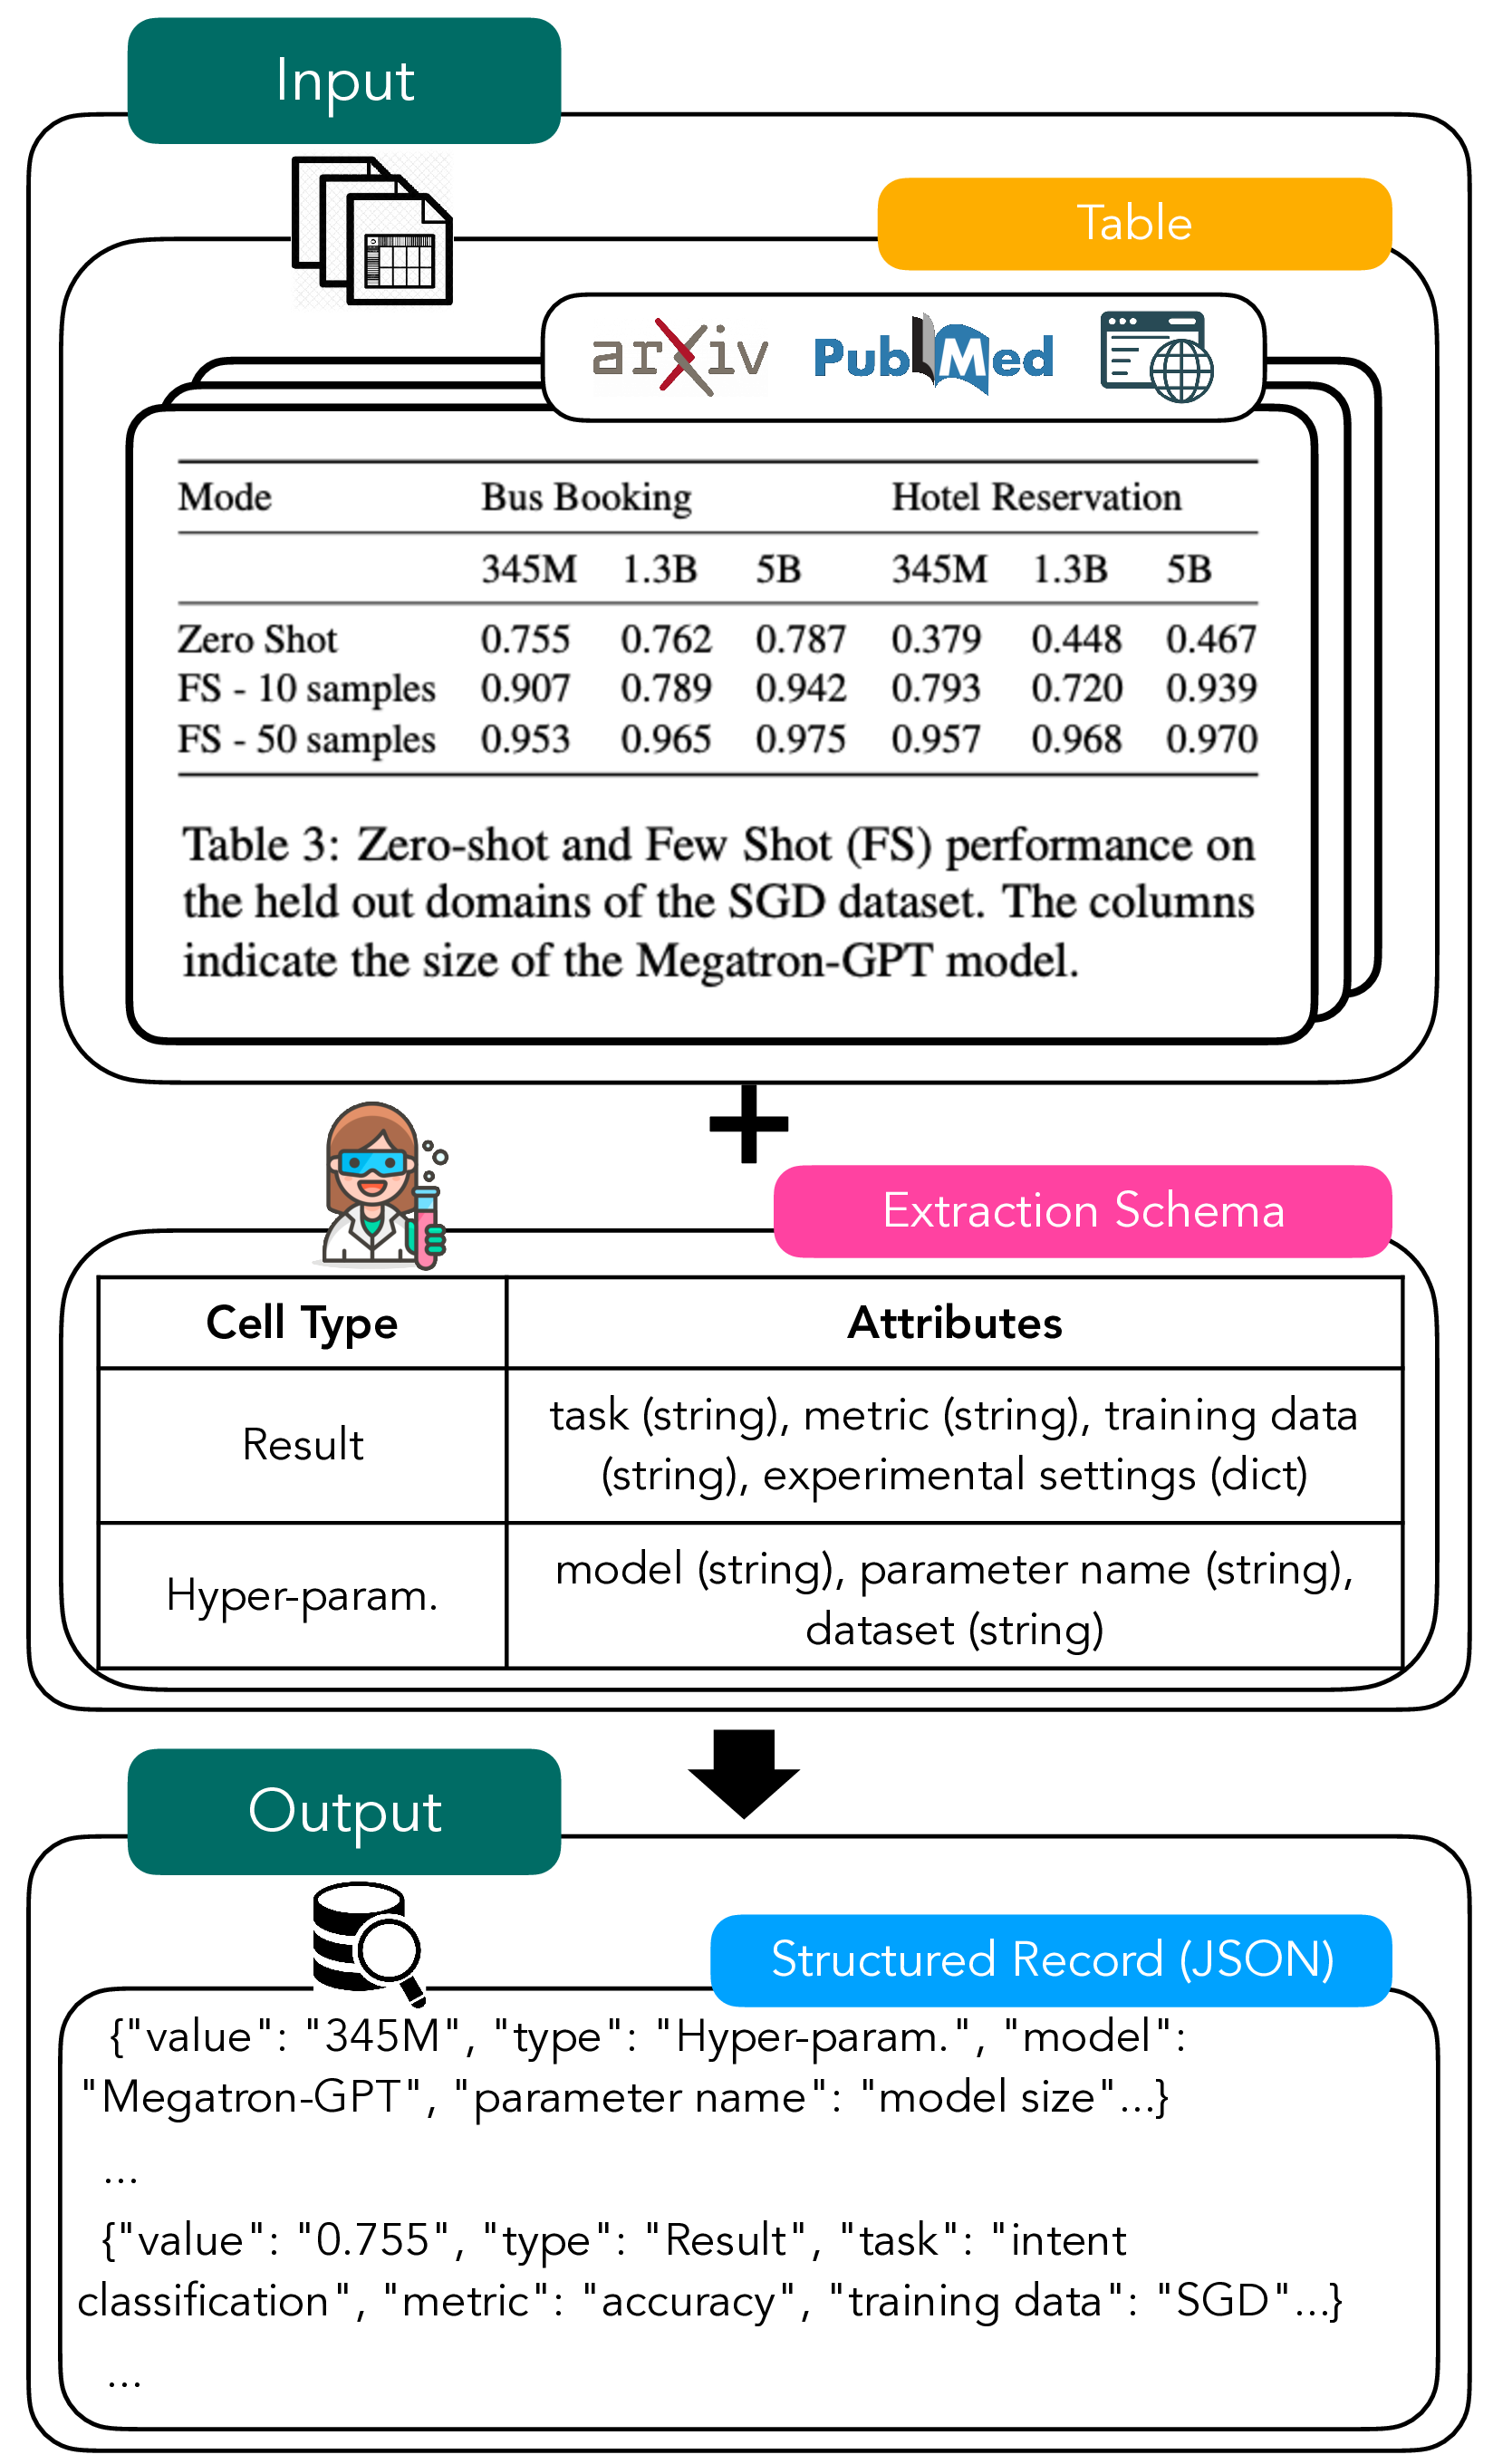 Input
Table
arXiv PubMed
Mode Bus Booking Hotel Reservation
345M 1.3B 5B 345M 1.3B 5B
Zero Shot 0.755 0.762 0.787 0.379 0.448 0.467
FS - 10 samples 0.907 0.789 0.942 0.793 0.720 0.939
FS - 50 samples 0.953 0.965 0.975 0.957 0.968 0.970
Table 3: Zero-shot and Few Shot (FS) performance on
the held out domains of the SGD dataset. The columns
indicate the size of the Megatron-GPT model.
+
Extraction Schema
Cell Type Attributes
Result
task (string), metric (string), training data
(string), experimental settings (dict)
Hyper-param.
model (string), parameter name (string),
dataset (string)
Output
Structured Record (JSON)
{"value": "345M", "type": "Hyper-param.", "model":
"Megatron-GPT", "parameter name": "model size"...}
...
{"value": "0.755", "type": "Result", "task": "intent
classification", "metric": "accuracy", "training data": "SGD"...}
...